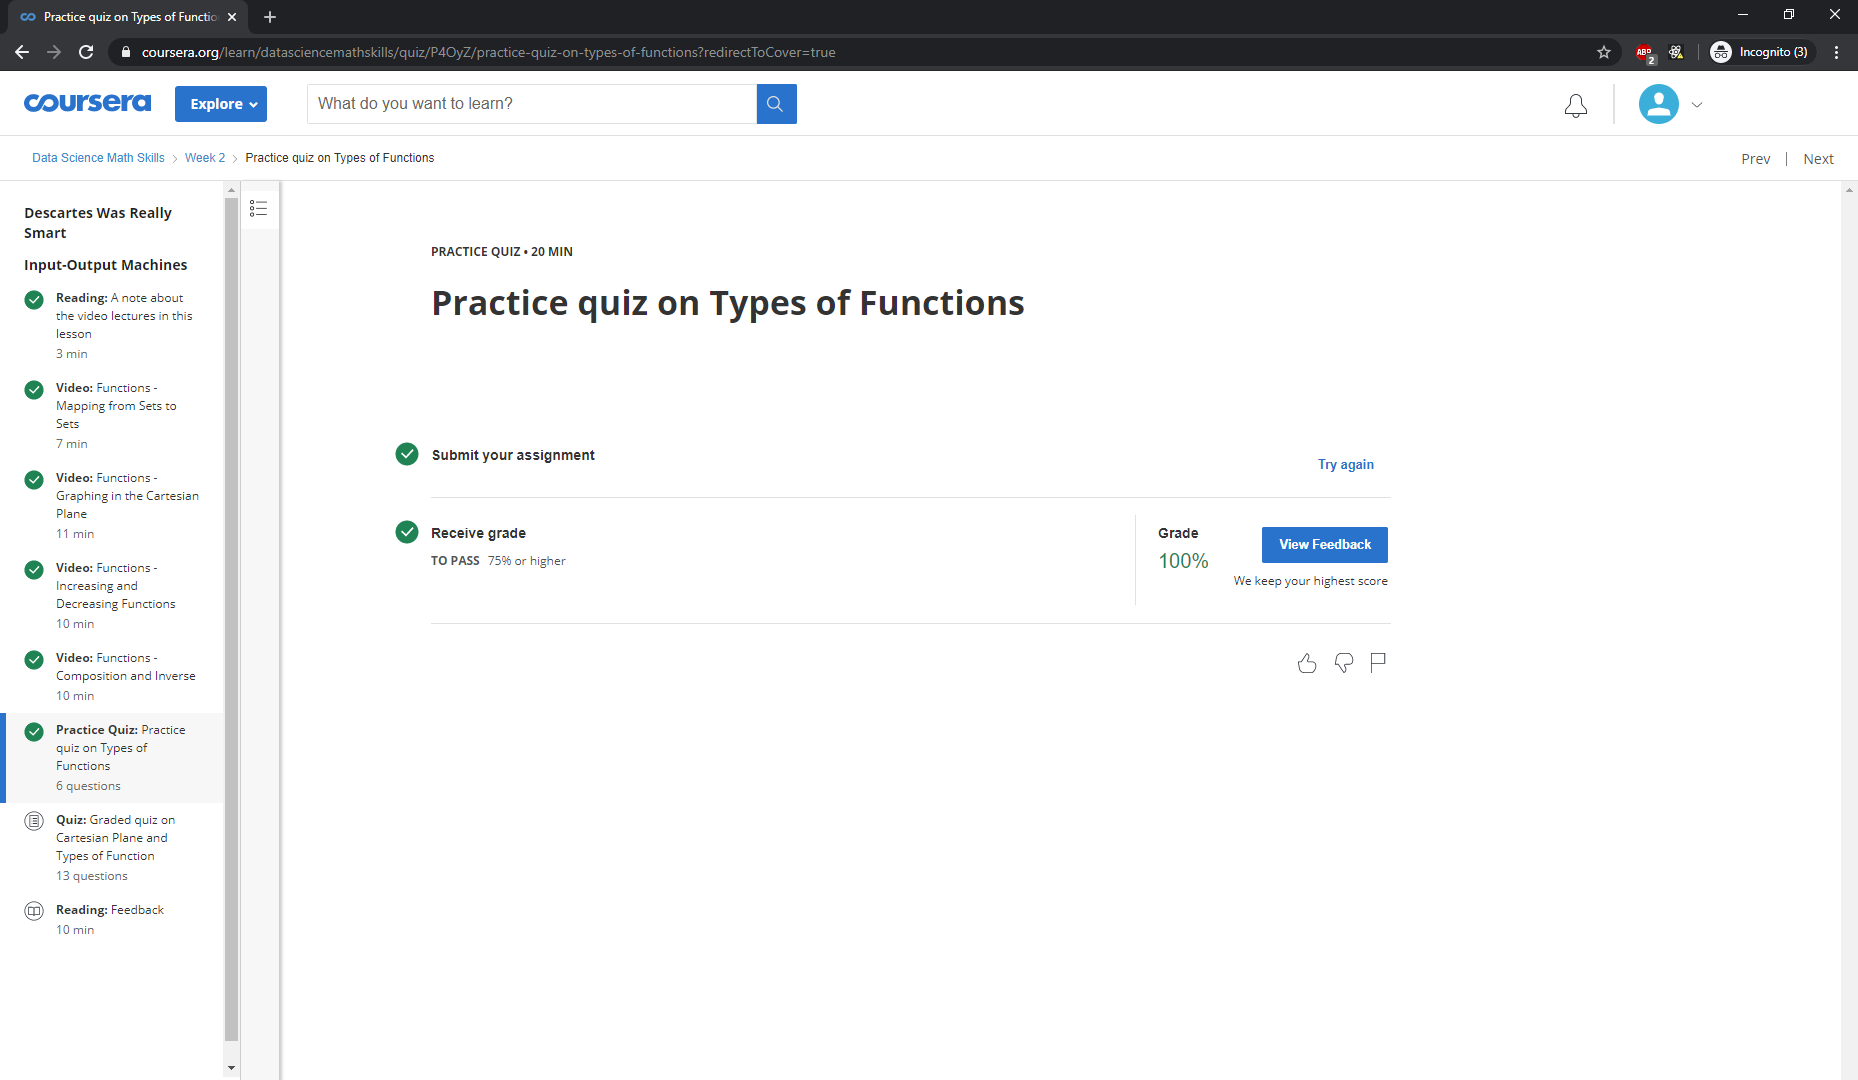 Practice quiz on Types of Functio
coursera.org/learn/datasciencemathskills/quiz/P4OyZ/practice-quiz-on-types-of-functions?redirectToCover=true
ABP
2
Incognito (3)
coursera
Explore
What do you want to learn?
Data Science Math Skills
Week 2
Practice quiz on Types of Functions
Prev | Next
Descartes Was Really
Smart
Input-Output Machines
Reading: A note about
the video lectures in this
lesson
3 min
Video: Functions -
Mapping from Sets to
Sets
7 min
Video: Functions -
Graphing in the Cartesian
Plane
11 min
Video: Functions -
Increasing and
Decreasing Functions
10 min
Video: Functions -
Composition and Inverse
10 min
Practice Quiz: Practice
quiz on Types of
Functions
6 questions
Quiz: Graded quiz on
Cartesian Plane and
Types of Function
13 questions
Reading: Feedback
10 min
PRACTICE QUIZ • 20 MIN
Practice quiz on Types of Functions
Submit your assignment
Try again
Receive grade
TO PASS 75% or higher
Grade
100%
View Feedback
We keep your highest score